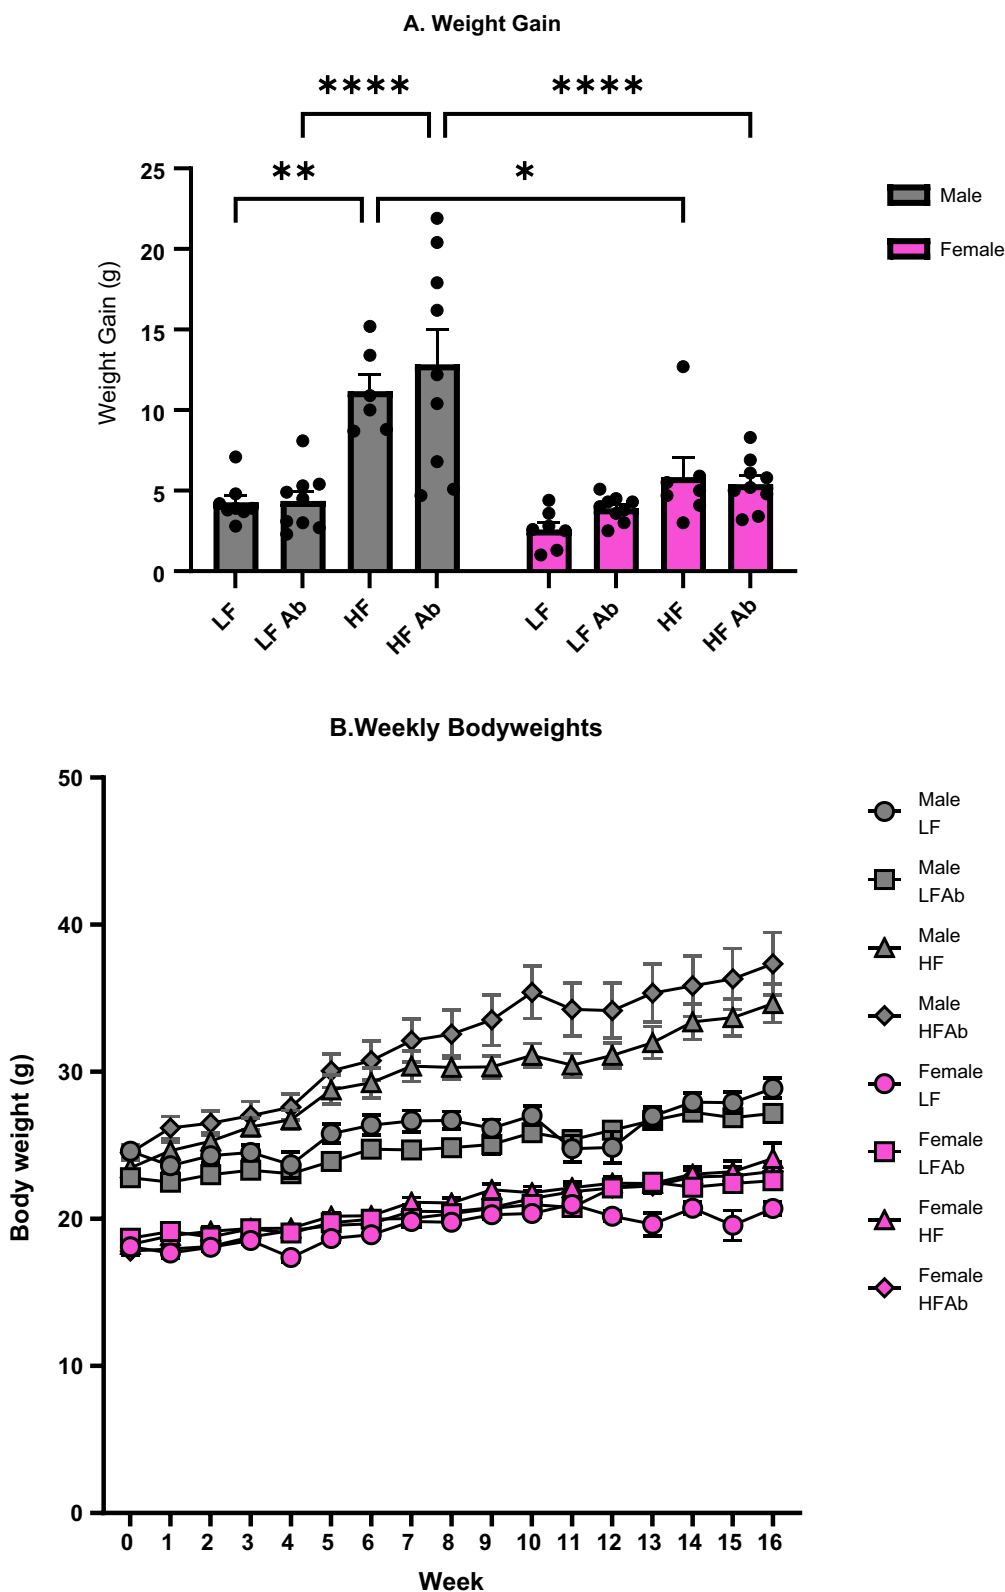 A. Weight Gain
**** ****
** *
25
20
15
10
5
0
Weight Gain (g)
LF
LF Ab
HF
HF Ab
LF
LF Ab
HF
HF Ab
Male
Female
B.Weekly Bodyweights
50
40
30
20
10
0
Body weight (g)
0 1 2 3 4 5 6 7 8 9 10 11 12 13 14 15 16
Week
Male
LF
Male
LFAb
Male
HF
Male
HFAb
Female
LF
Female
LFAb
Female
HF
Female
HFAb